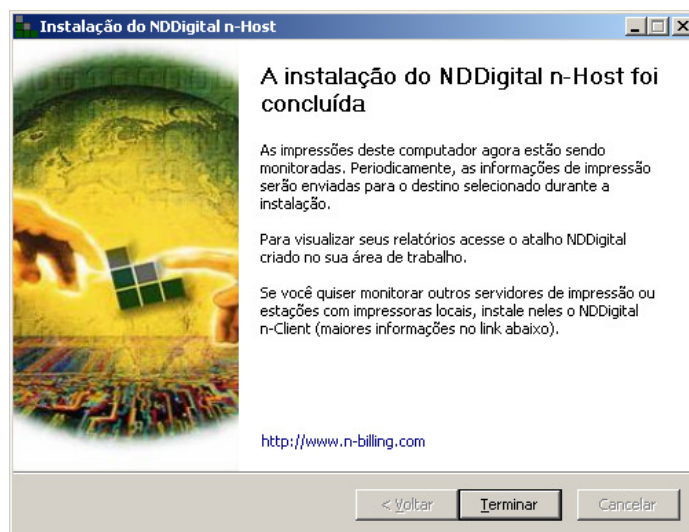 Instalação do NDDigital n-Host
A instalação do NDDigital n-Host foi
concluída
As impressões deste computador agora estão sendo
monitoradas. Periodicamente, as informações de impressão
serão enviadas para o destino selecionado durante a
instalação.
Para visualizar seus relatórios acesse o atalho NDDigital
criado no sua área de trabalho.
Se você quiser monitorar outros servidores de impressão ou
estações com impressoras locais, instale neles o NDDigital
n-Client (maiores informações no link abaixo).
http://www.n-billing.com
< Voltar
Terminar
Cancelar